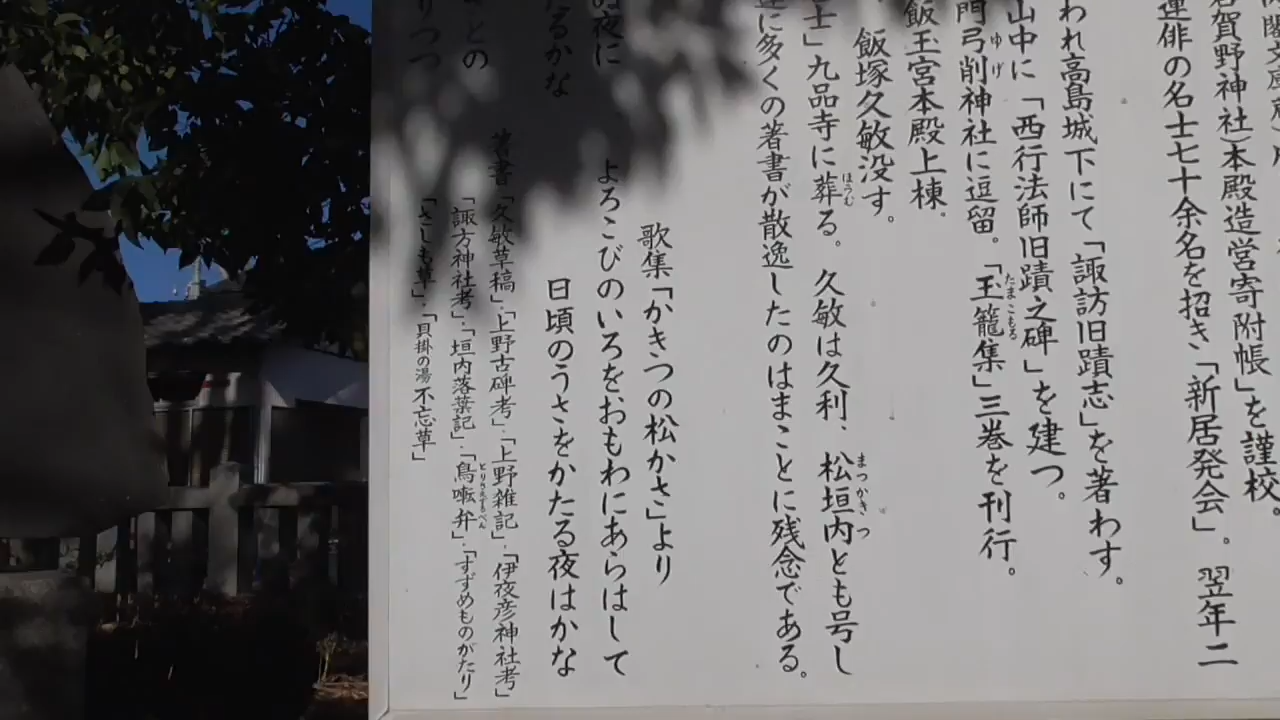 本殿造営寄附帳」を謹校。
連俳の名士七十余名を招き「新居発会」。翌年二
われ高島城下にて「諏訪旧蹟志」を著わす。
山中に「西行法師旧蹟之碑」を建つ。
門弓削神社に逗留。「玉籠集」三巻を刊行。
飯玉宮本殿上棟。
飯塚久敏没す。
士」九品寺に葬る。久敏は久利、松垣内とも号し
に多くの著書が散逸したのはまことに残念である。
歌集「かきつの松かさ」より
よろこびのいろをおもわにあらはして
日頃のうさをかたる夜はかな
著書「久敏草稿」・「上野古碑考」・「上野雑記」・「伊夜彦神社考」
「諏方神社考」・「垣内落葉記」・「鳥囀弁」・「すずめものがたり」
「さしも草」・「貝掛の湯不忘草」
夜に
るかな
との
りつつ